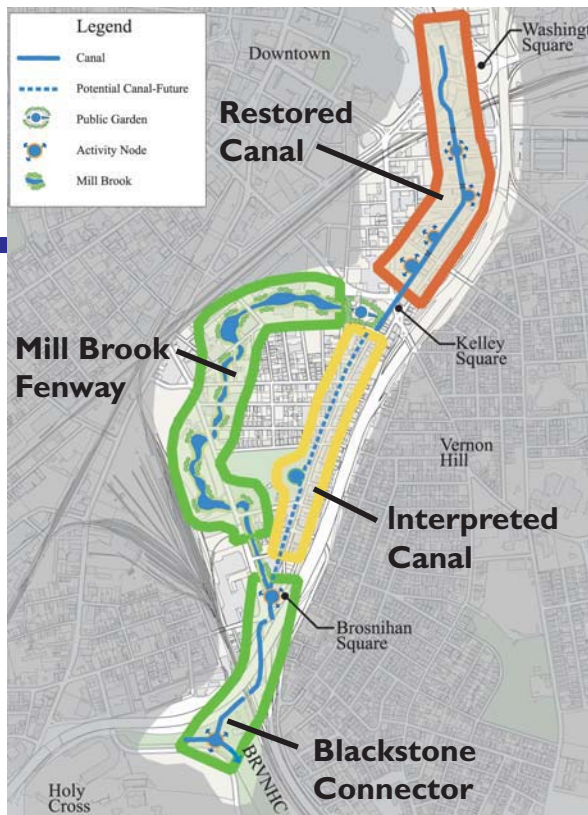 Legend
Canal
Potential Canal-Future
Public Garden
Activity Node
Mill Brook
Downtown
Washingt
Square
Restored
Canal
Mill Brook
Fenway
Kelley
Square
Vernon
Hill
Interpreted
Canal
Brosnihan
Square
Blackstone
Connector
BRVNHC
Holy
Cross